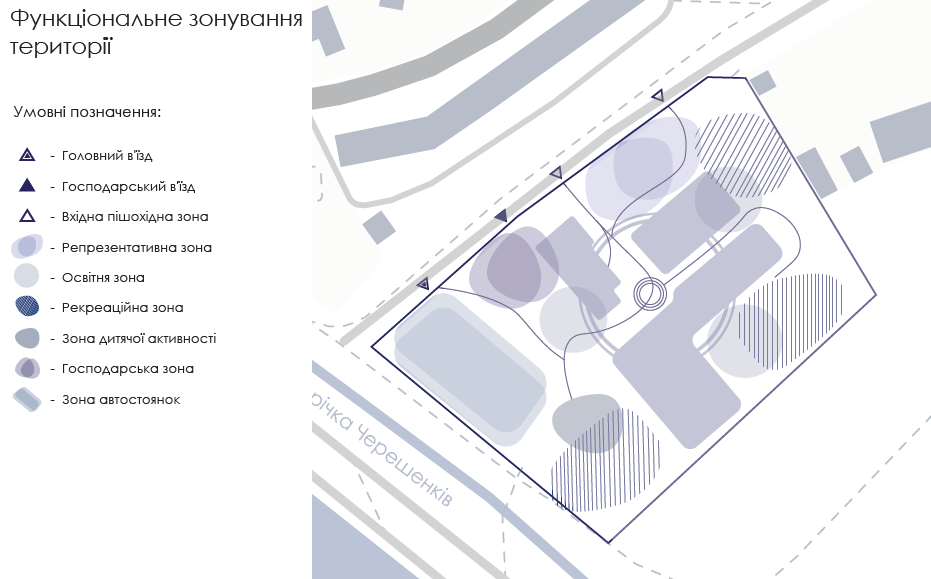 Функціональне зонування
території
Умовні позначення:
- Головний в'їзд
- Господарський в'їзд
- Вхідна пішохідна зона
- Репрезентативна зона
- Освітня зона
- Рекреаційна зона
- Зона дитячої активності
- Господарська зона
- Зона автостоянок
річка Черешенків